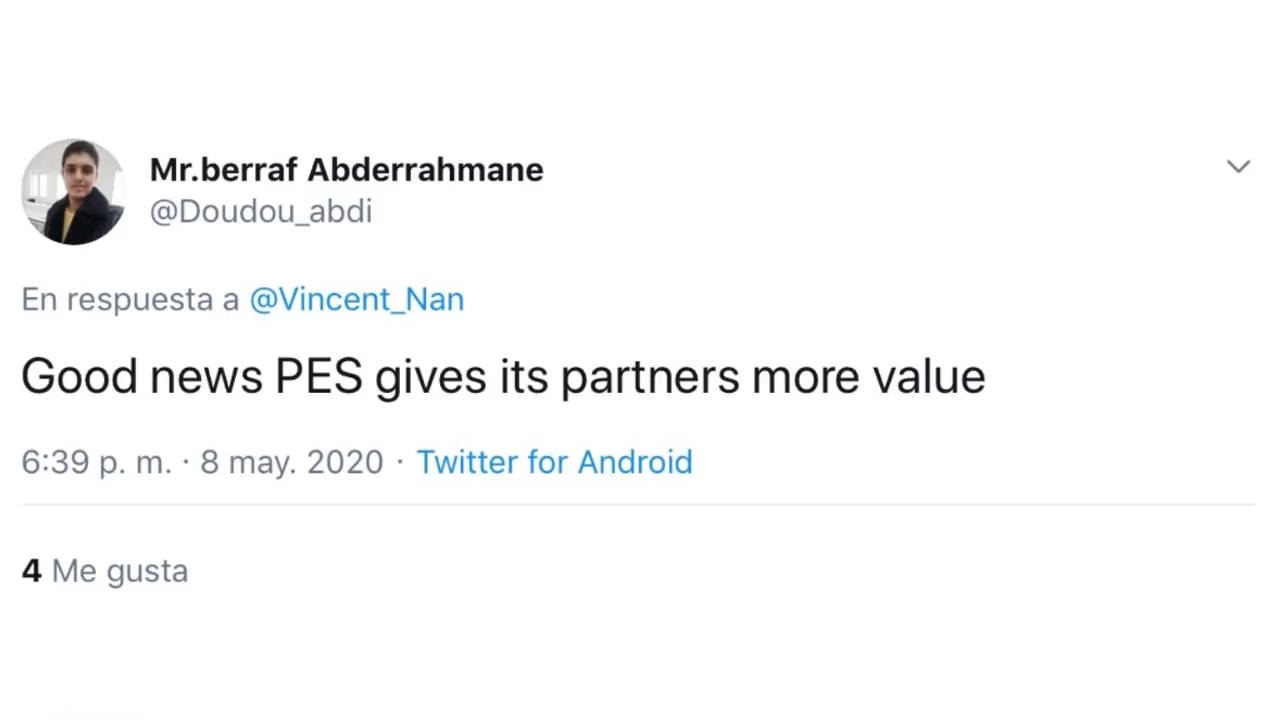 Mr.berraf Abderrahmane
@Doudou_abdi
En respuesta a @Vincent_Nan
Good news PES gives its partners more value
6:39 p. m. · 8 may. 2020 · Twitter for Android
4 Me gusta